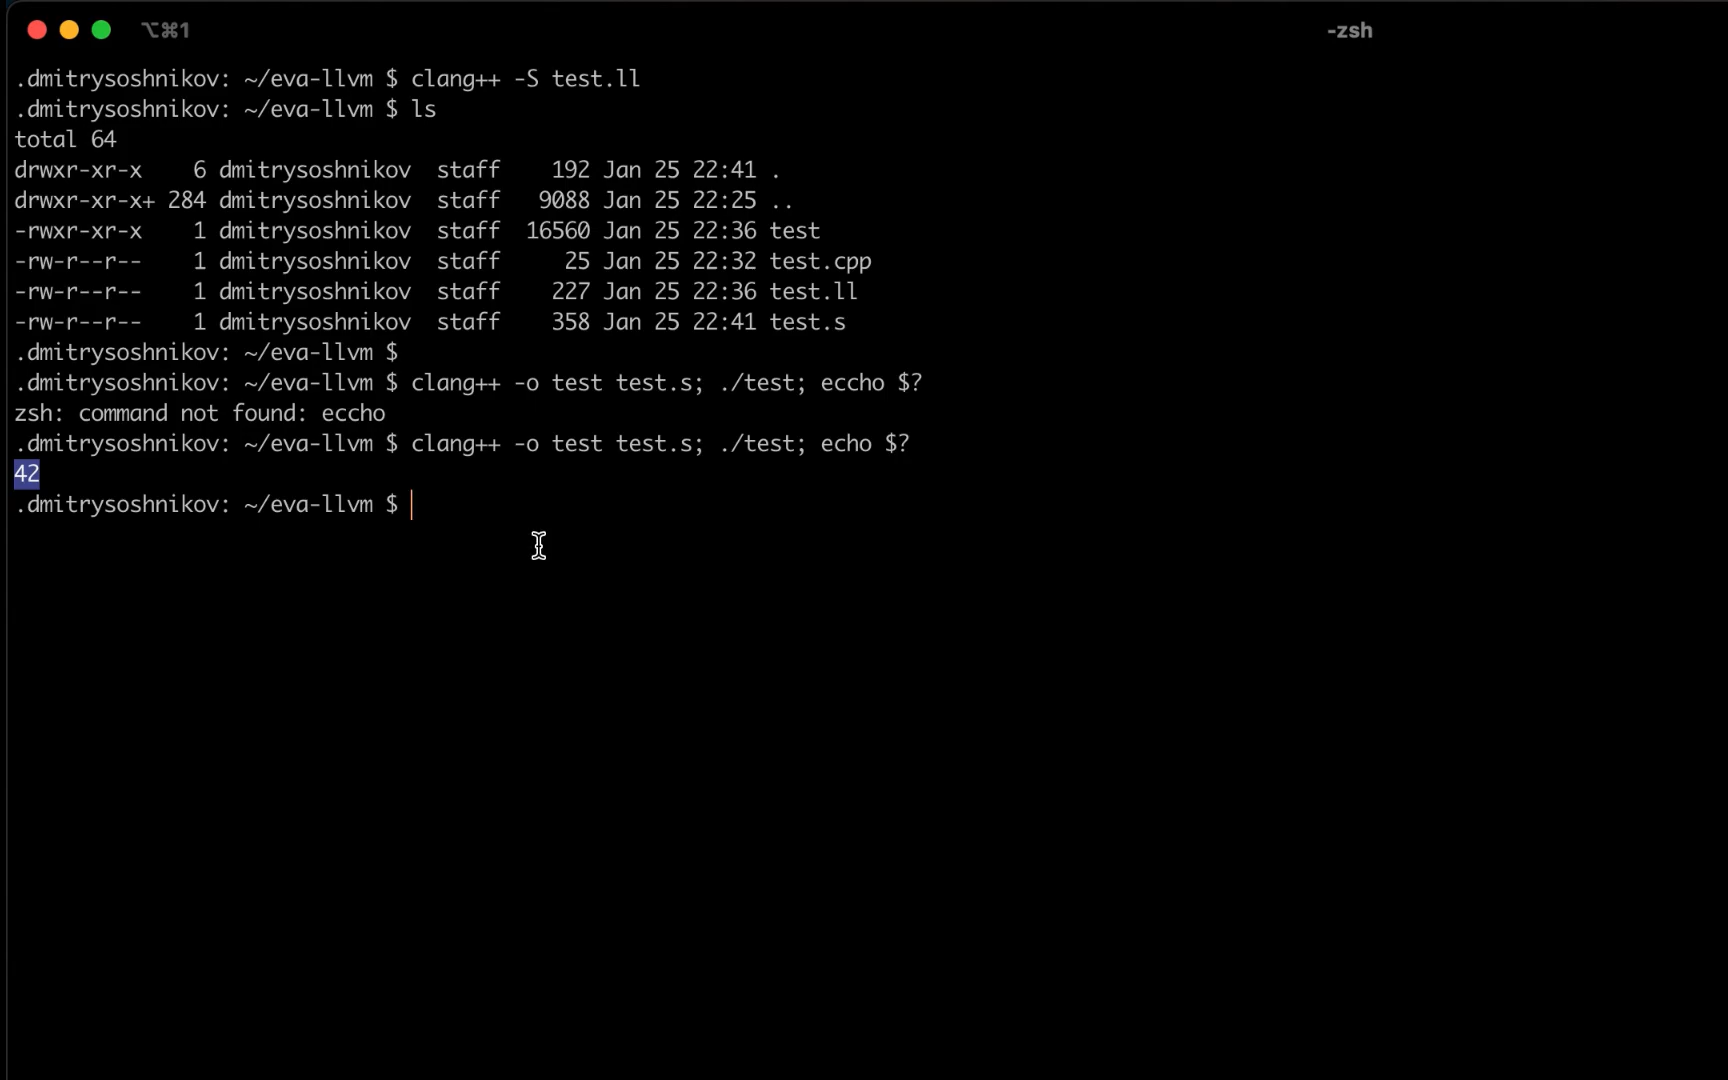 ⌥⌘1
-zsh
.dmitrysoshnikov: ~/eva-llvm $ clang++ -S test.ll
.dmitrysoshnikov: ~/eva-llvm $ ls
total 64
drwxr-xr-x    6 dmitrysoshnikov  staff    192 Jan 25 22:41 .
drwxr-xr-x+ 284 dmitrysoshnikov  staff   9088 Jan 25 22:25 ..
-rwxr-xr-x    1 dmitrysoshnikov  staff  16560 Jan 25 22:36 test
-rw-r--r--    1 dmitrysoshnikov  staff     25 Jan 25 22:32 test.cpp
-rw-r--r--    1 dmitrysoshnikov  staff    227 Jan 25 22:36 test.ll
-rw-r--r--    1 dmitrysoshnikov  staff    358 Jan 25 22:41 test.s
.dmitrysoshnikov: ~/eva-llvm $
.dmitrysoshnikov: ~/eva-llvm $ clang++ -o test test.s; ./test; eccho $?
zsh: command not found: eccho
.dmitrysoshnikov: ~/eva-llvm $ clang++ -o test test.s; ./test; echo $?
42
.dmitrysoshnikov: ~/eva-llvm $